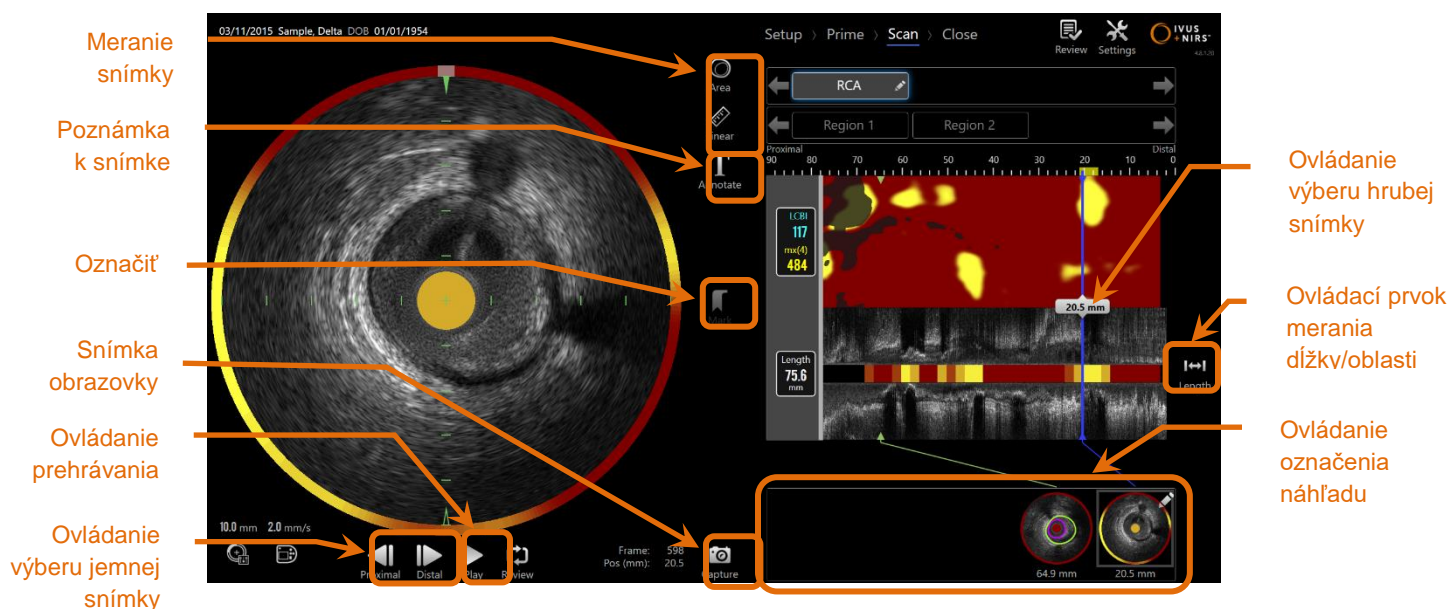 Meranie
snímky
Poznámka
k snímke
Označiť
Snímka
obrazovky
Ovládanie
prehrávania
Ovládanie
výberu jemnej
snímky
03/11/2015 Sample, Delta DOB 01/01/1954
Setup > Prime > Scan > Close
Review
Settings
IVUS
+NIRS
Area
Linear
Annotate
Mark
RCA
Region 1
Region 2
Proximal
Distal
90 80 70 60 50 40 30 20 10 0
LCBI
117
mx(4)
484
20.5 mm
Length
75.6
mm
Length
10.0 mm 2.0 mm/s
Proximal
Distal
Play
Review
Frame: 598
Pos (mm): 20.5
Capture
64.9 mm
20.5 mm
Ovládanie
výberu hrubej
snímky
Ovládací prvok
merania
dĺžky/oblasti
Ovládanie
označenia
náhľadu